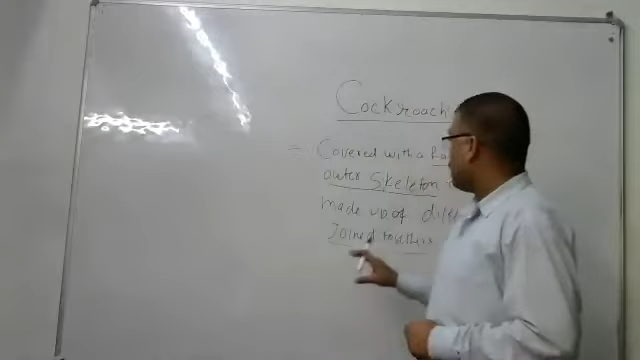 Cockroach
= Covered with a
outer skeleton
made up of
Joined together